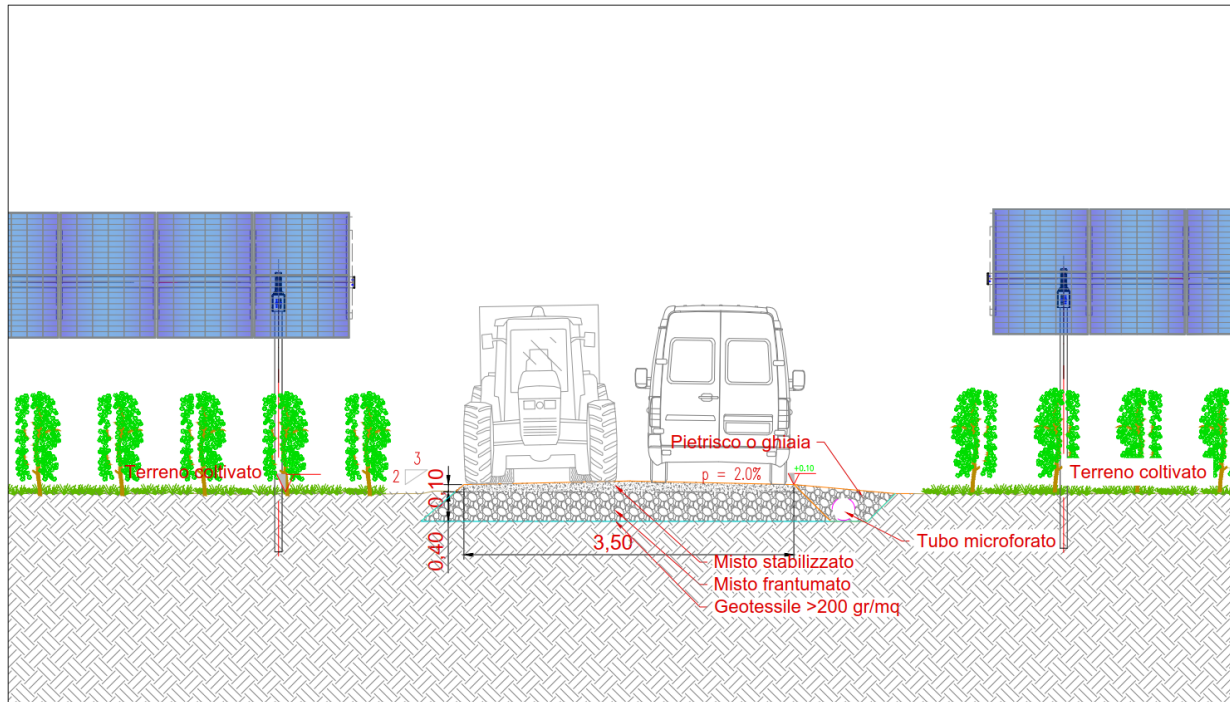 Pietrisco o ghiaia
3
2
Terreno coltivato
p = 2.0%
+0.10
Terreno coltivato
0,10
0,40
3,50
Tubo microforato
Misto stabilizzato
Misto frantumato
Geotessile >200 gr/mq